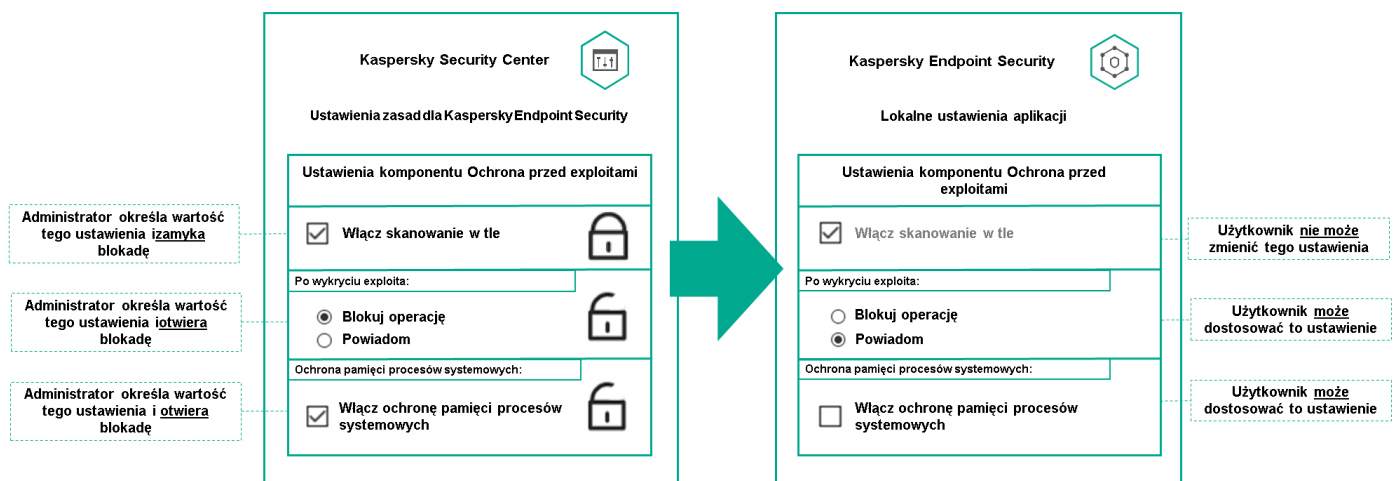 Kaspersky Security Center
Ustawienia zasad dla Kaspersky Endpoint Security
Ustawienia komponentu Ochrona przed exploitami
Administrator określa wartość
tego ustawienia izamyka
blokadę
Włącz skanowanie w tle
Po wykryciu exploita:
Administrator określa wartość
tego ustawienia iotwiera
blokadę
Blokuj operację
Powiadom
Ochrona pamięci procesów systemowych:
Administrator określa wartość
tego ustawienia i otwiera
blokadę
Włącz ochronę pamięci procesów
systemowych
Kaspersky Endpoint Security
Lokalne ustawienia aplikacji
Ustawienia komponentu Ochrona przed
exploitami
Włącz skanowanie w tle
Użytkownik nie może
zmienić tego ustawienia
Po wykryciu exploita:
Blokuj operację
Powiadom
Użytkownik może
dostosować to ustawienie
Ochrona pamięci procesów systemowych:
Włącz ochronę pamięci procesów
systemowych
Użytkownik może
dostosować to ustawienie